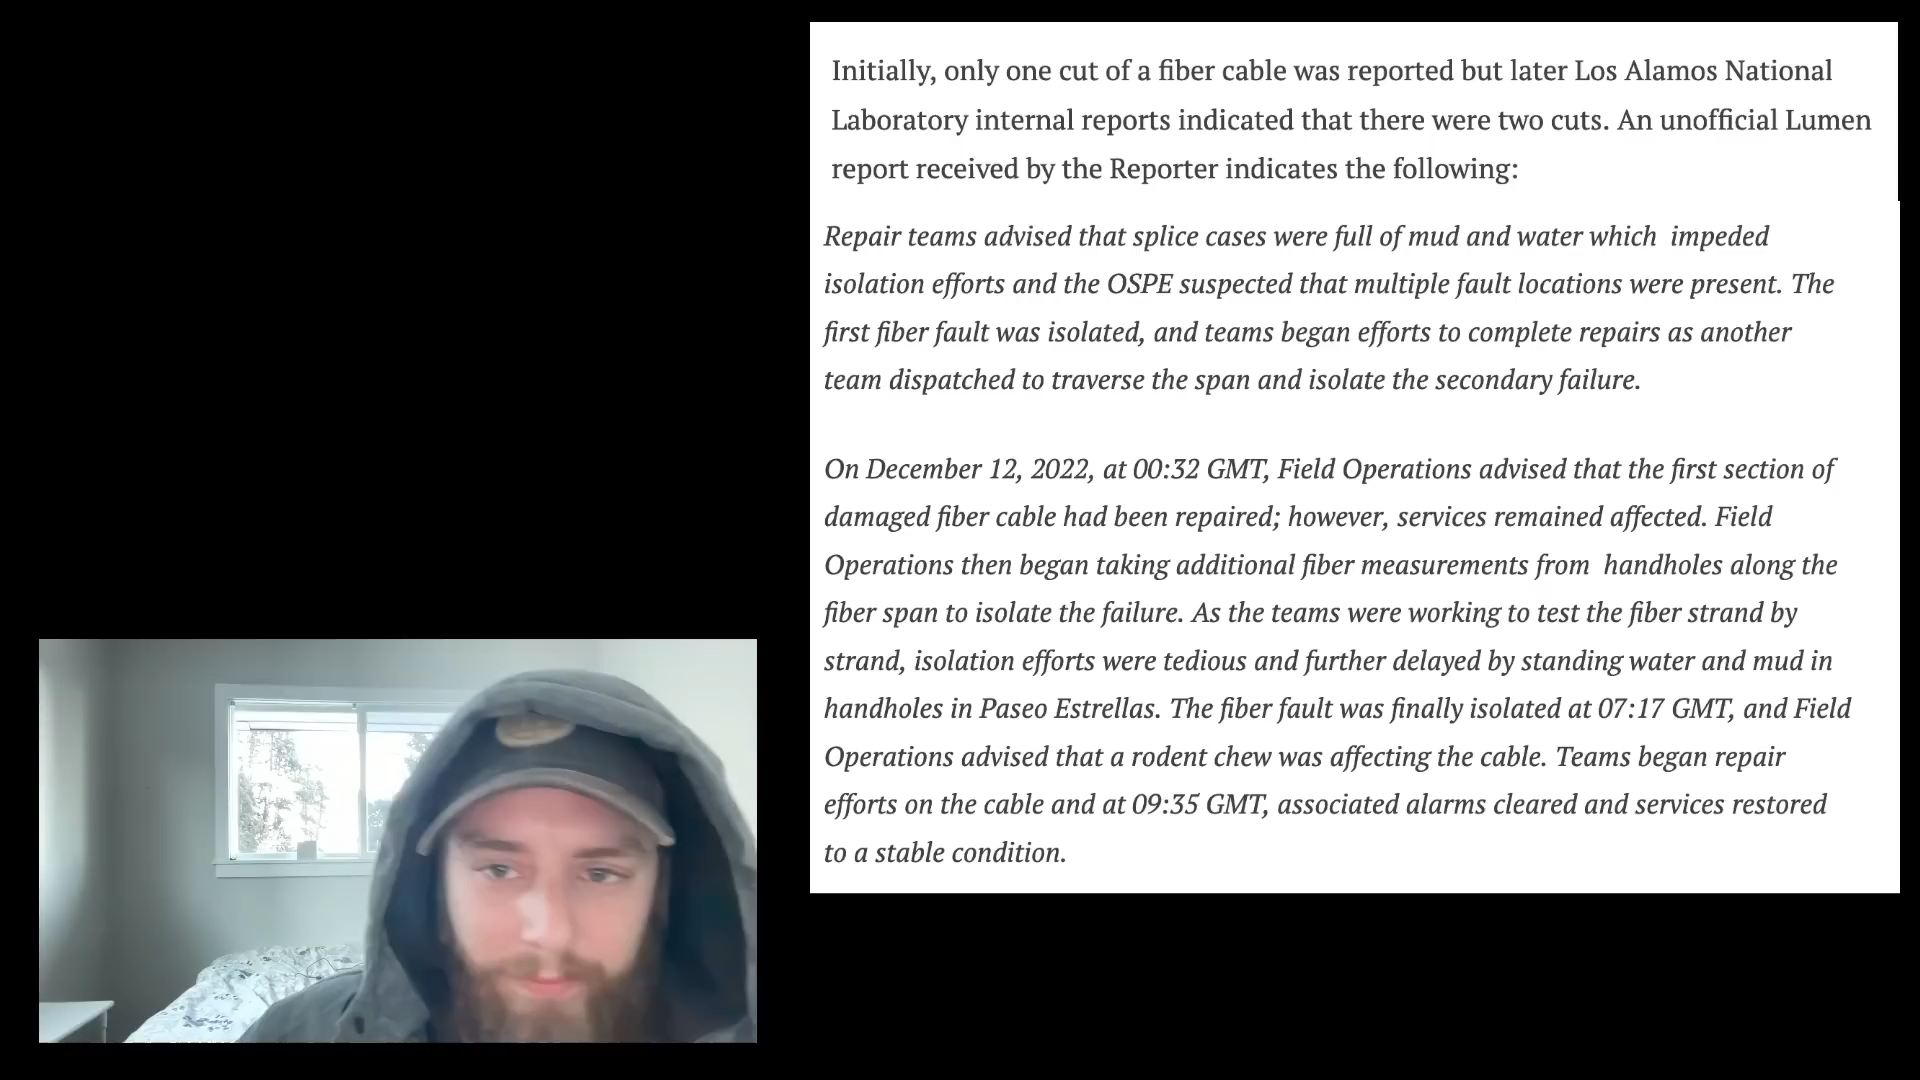 Initially, only one cut of a fiber cable was reported but later Los Alamos National
Laboratory internal reports indicated that there were two cuts. An unofficial Lumen
report received by the Reporter indicates the following:
Repair teams advised that splice cases were full of mud and water which impeded
isolation efforts and the OSPE suspected that multiple fault locations were present. The
first fiber fault was isolated, and teams began efforts to complete repairs as another
team dispatched to traverse the span and isolate the secondary failure.
On December 12, 2022, at 00:32 GMT, Field Operations advised that the first section of
damaged fiber cable had been repaired; however, services remained affected. Field
Operations then began taking additional fiber measurements from handholes along the
fiber span to isolate the failure. As the teams were working to test the fiber strand by
strand, isolation efforts were tedious and further delayed by standing water and mud in
handholes in Paseo Estrellas. The fiber fault was finally isolated at 07:17 GMT, and Field
Operations advised that a rodent chew was affecting the cable. Teams began repair
efforts on the cable and at 09:35 GMT, associated alarms cleared and services restored
to a stable condition.